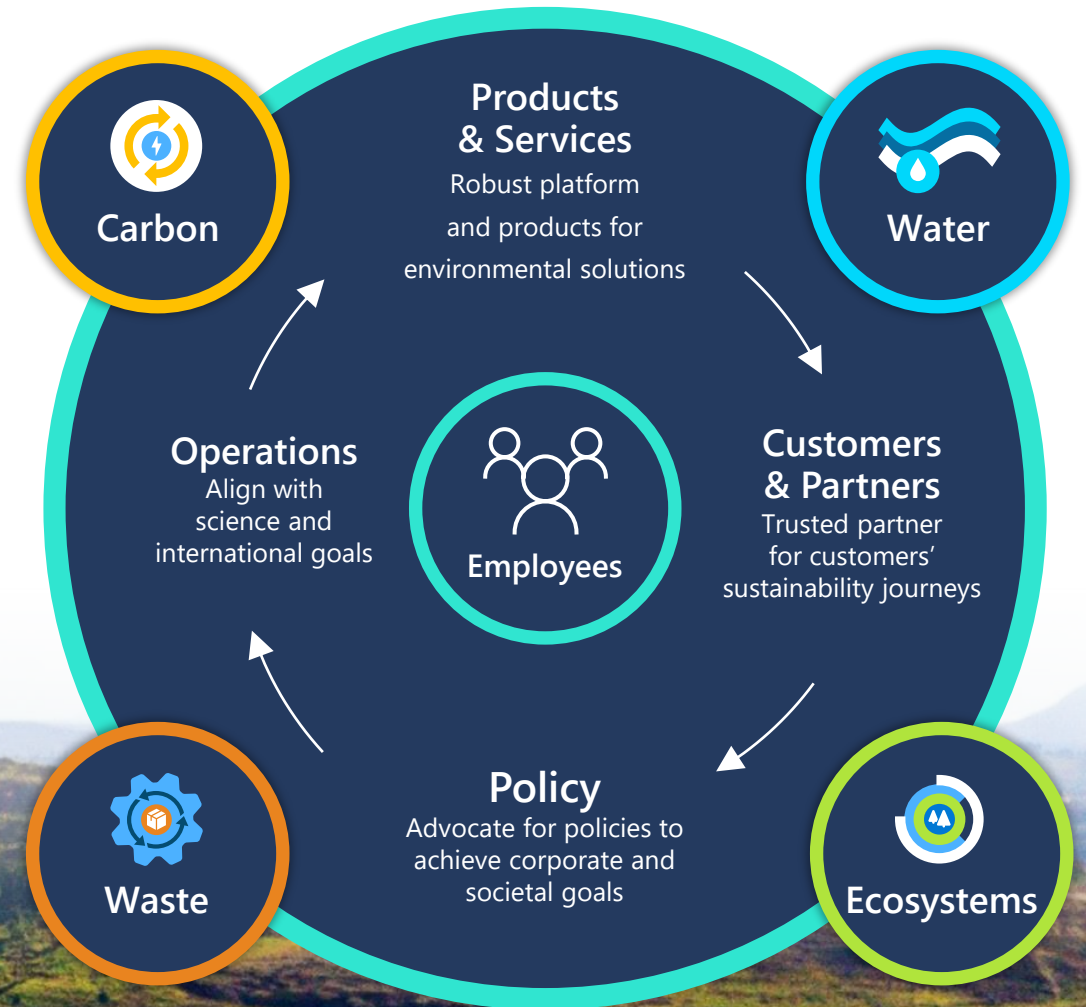 Products
& Services
Robust platform
and products for
environmental solutions
Carbon
Water
Operations
Align with
science and
international goals
Employees
Customers
& Partners
Trusted partner
for customers’
sustainability journeys
Policy
Advocate for policies to
achieve corporate and
societal goals
Waste
Ecosystems